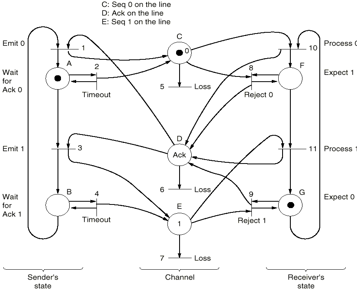 C: Seq 0 on the line
D: Ack on the line
E: Seq 1 on the line
Emit 0
1
C
0
10
Process 0
Wait
for
Ack 0
A
2
Timeout
5
Loss
8
Reject 0
F
Expect 1
Emit 1
3
D
Ack
11
Process 1
6
Loss
Wait
for
Ack 1
B
4
Timeout
E
1
9
Reject 1
G
Expect 0
7
Loss
Sender's
state
Channel
Receiver's
state